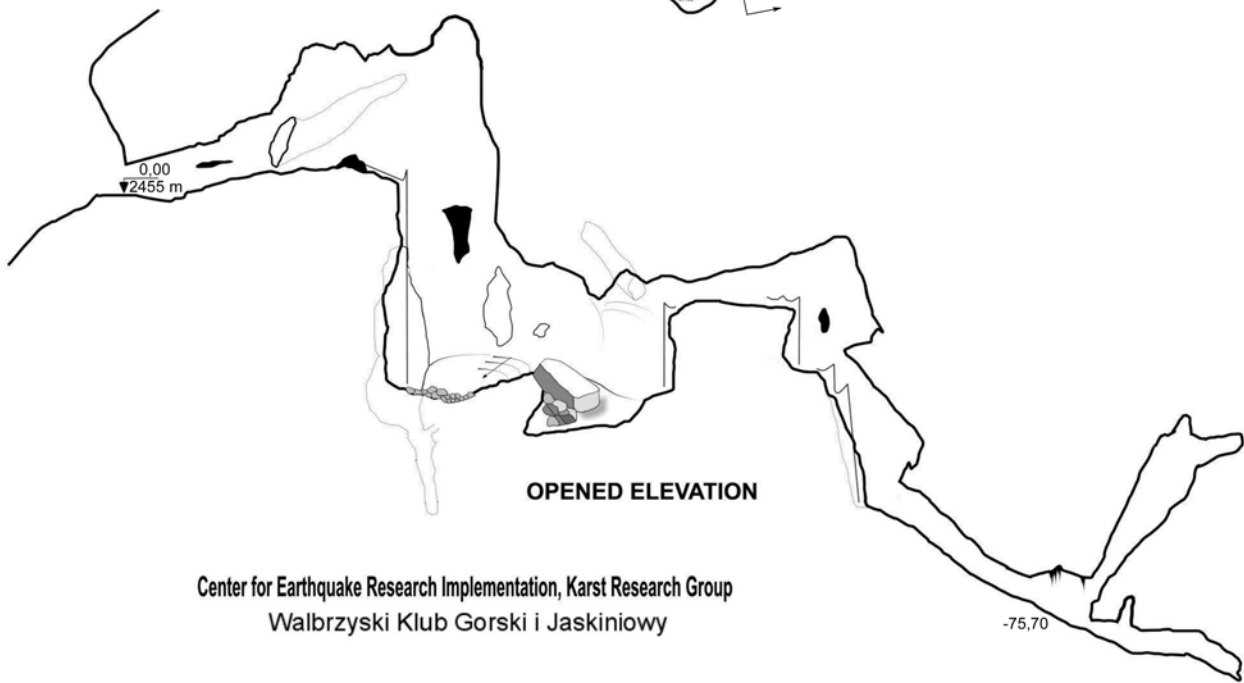 0,00
2455 m
OPENED ELEVATION
Center for Earthquake Research Implementation, Karst Research Group
Walbrzyski Klub Gorski i Jaskiniowy
-75,70